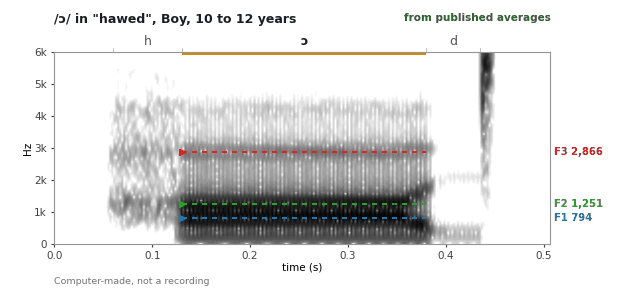 /ɔ/ in "hawed", Boy, 10 to 12 years
from published averages
h ɔ d
6k
5k
4k
3k
2k
1k
0
Hz
F3 2,866
F2 1,251
F1 794
0.0 0.1 0.2 0.3 0.4 0.5
time (s)
Computer-made, not a recording